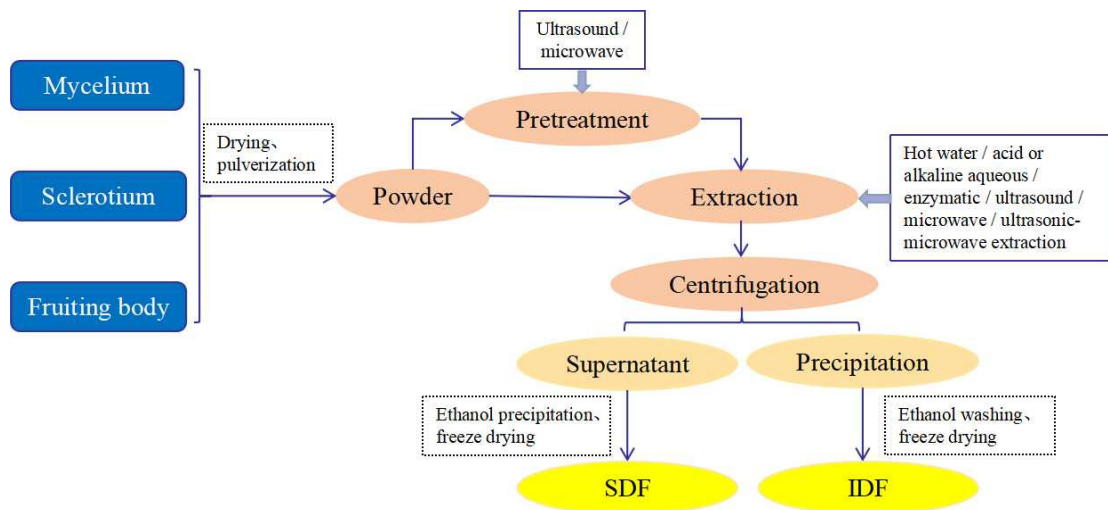 Ultrasound /
microwave
Mycelium
Pretreatment
Drying、
pulverization
Hot water / acid or
alkaline aqueous /
enzymatic / ultrasound /
microwave / ultrasonic-
microwave extraction
Sclerotium
Powder
Extraction
Centrifugation
Fruiting body
Supernatant
Precipitation
Ethanol precipitation、
freeze drying
Ethanol washing、
freeze drying
SDF
IDF